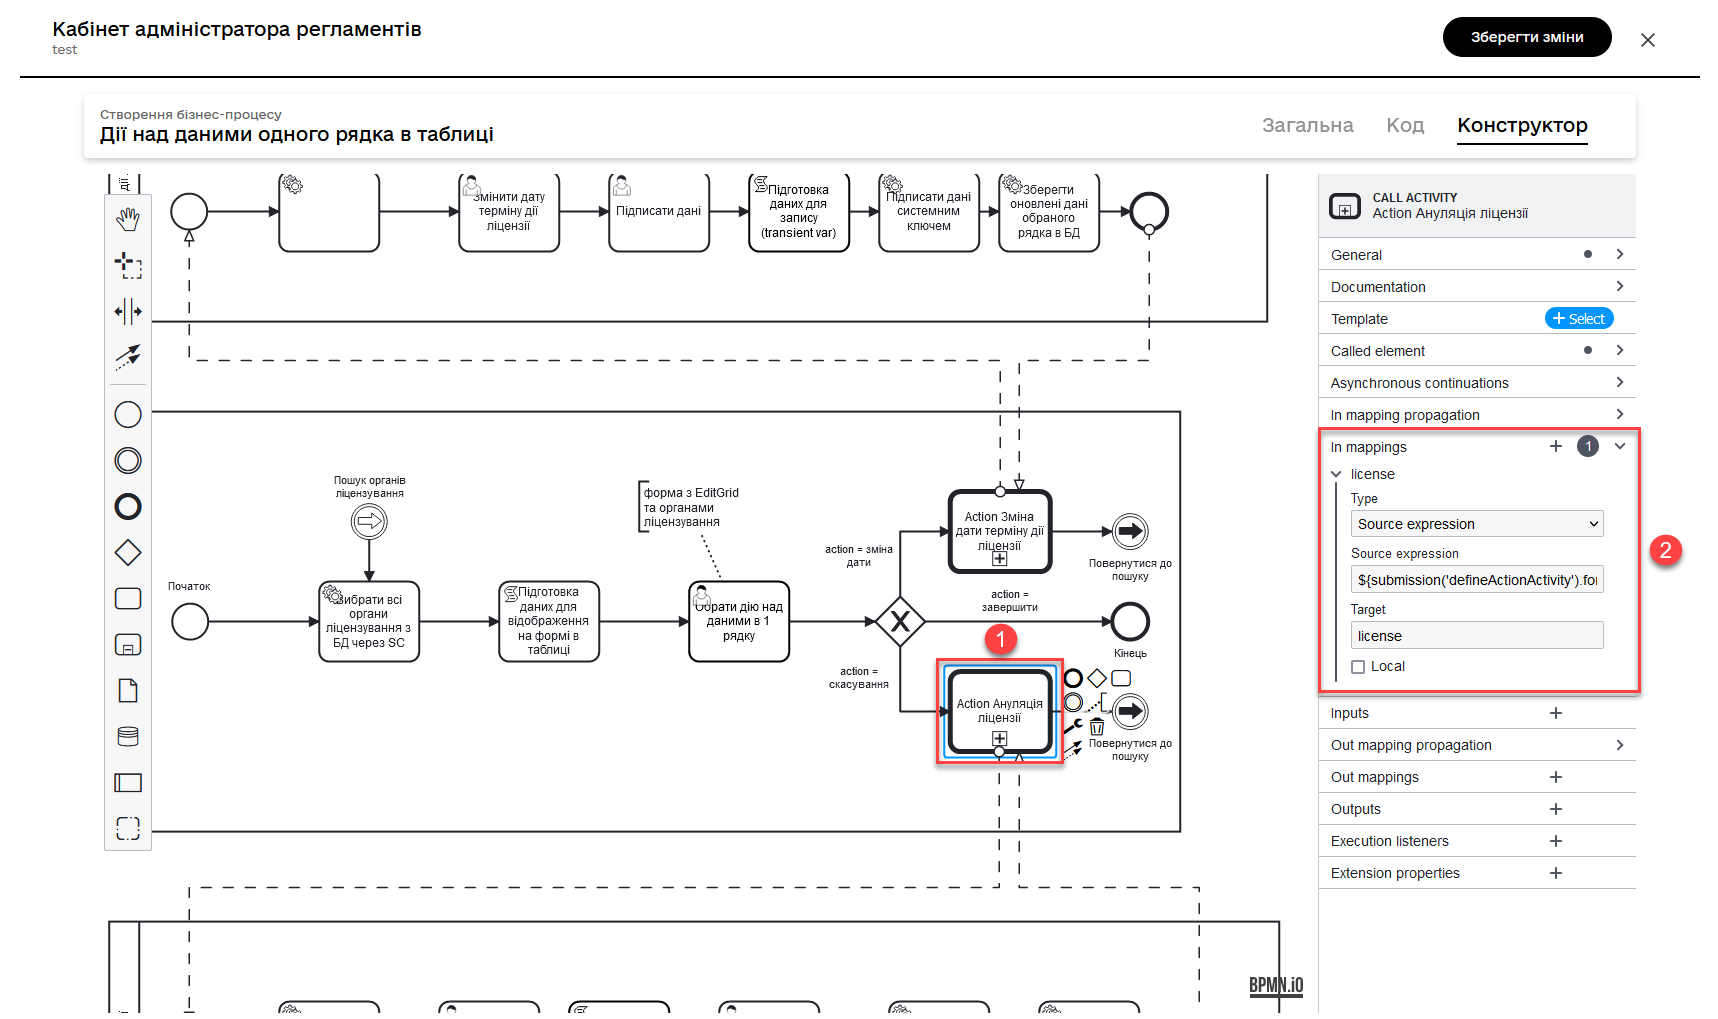 Кабінет адміністратора регламентів
test
Зберегти зміни
Створення бізнес-процесу
Дії над даними одного рядка в таблиці
Загальна
Код
Конструктор
Змінити дату
терміну дії
ліцензії
Підписати дані
Підготовка
даних для
запису
(transient var)
Підписати дані
системним
ключем
Зберегти
оновлені дані
обраного
рядка в БД
Пошук органів
ліцензування
форма з EditGrid
та органами
ліцензування
Початок
Вибрати всі
органи
ліцензування з
БД через SC
Підготовка
даних для
відображення
на формі в
таблиці
Обрати дію над
даними в 1
рядку
action = зміна
дати
action =
завершити
action =
скасування
Action Зміна
дати терміну дії
ліцензії
Повернутися до
пошуку
Кінець
1
Action Ануляція
ліцензії
Повернутися до
пошуку
BPMN.iO
CALL ACTIVITY
Action Ануляція ліцензії
General
Documentation
Template
Select
Called element
Asynchronous continuations
In mapping propagation
In mappings
1
license
Type
Source expression
Source expression
${submission('defineActionActivity').for
Target
license
Local
2
Inputs
Out mapping propagation
Out mappings
Outputs
Execution listeners
Extension properties